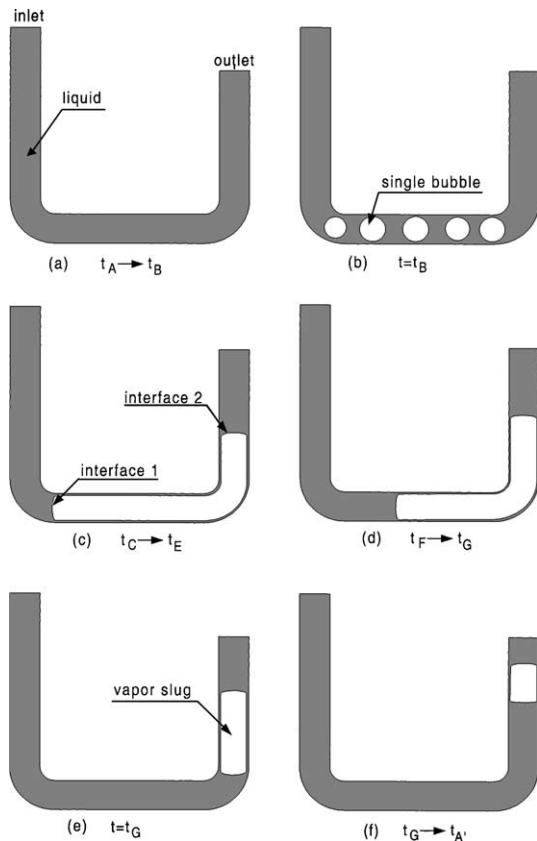 inlet
outlet
liquid
(a) t_A → t_B
single bubble
(b) t=t_B
interface 2
interface 1
(c) t_C → t_E
(d) t_F → t_G
vapor slug
(e) t=t_G
(f) t_G → t_A'